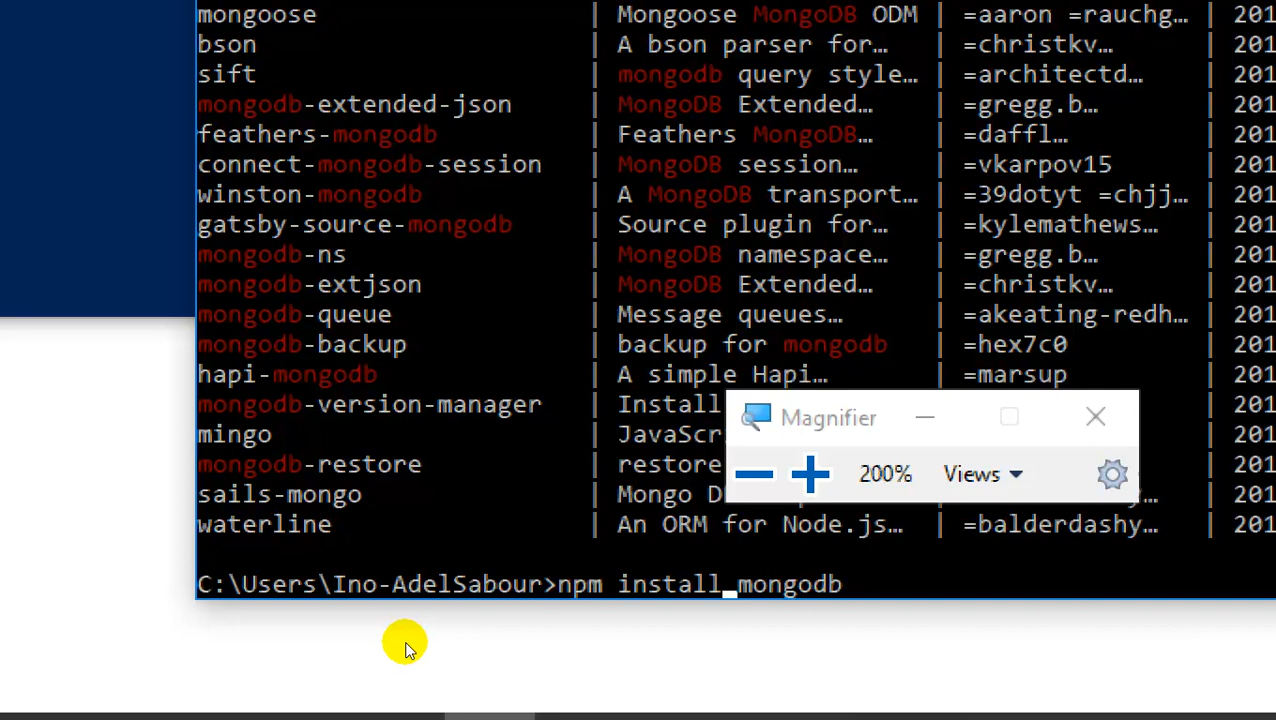 mongoose | Mongoose MongoDB ODM | =aaron =rauchg… | 201
bson | A bson parser for… | =christkv… | 201
sift | mongodb query style… | =architectd… | 201
mongodb-extended-json | MongoDB Extended… | =gregg.b… | 201
feathers-mongodb | Feathers MongoDB… | =daffl… | 201
connect-mongodb-session | MongoDB session… | =vkarpov15 | 201
winston-mongodb | A MongoDB transport… | =39dotyt =chjj… | 201
gatsby-source-mongodb | Source plugin for… | =kylemathews… | 201
mongodb-ns | MongoDB namespace… | =gregg.b… | 201
mongodb-extjson | MongoDB Extended… | =christkv… | 201
mongodb-queue | Message queues… | =akeating-redh… | 201
mongodb-backup | backup for mongodb | =hex7c0 | 201
hapi-mongodb | A simple Hapi… | =marsup | 201
mongodb-version-manager | Install | 201
mingo | JavaScr | 201
mongodb-restore | restore | 201
sails-mongo | Mongo D | 201
waterline | An ORM for Node.js… | =balderdashy… | 201
Magnifier
200% Views
C:\Users\Ino-AdelSabour>npm install mongodb